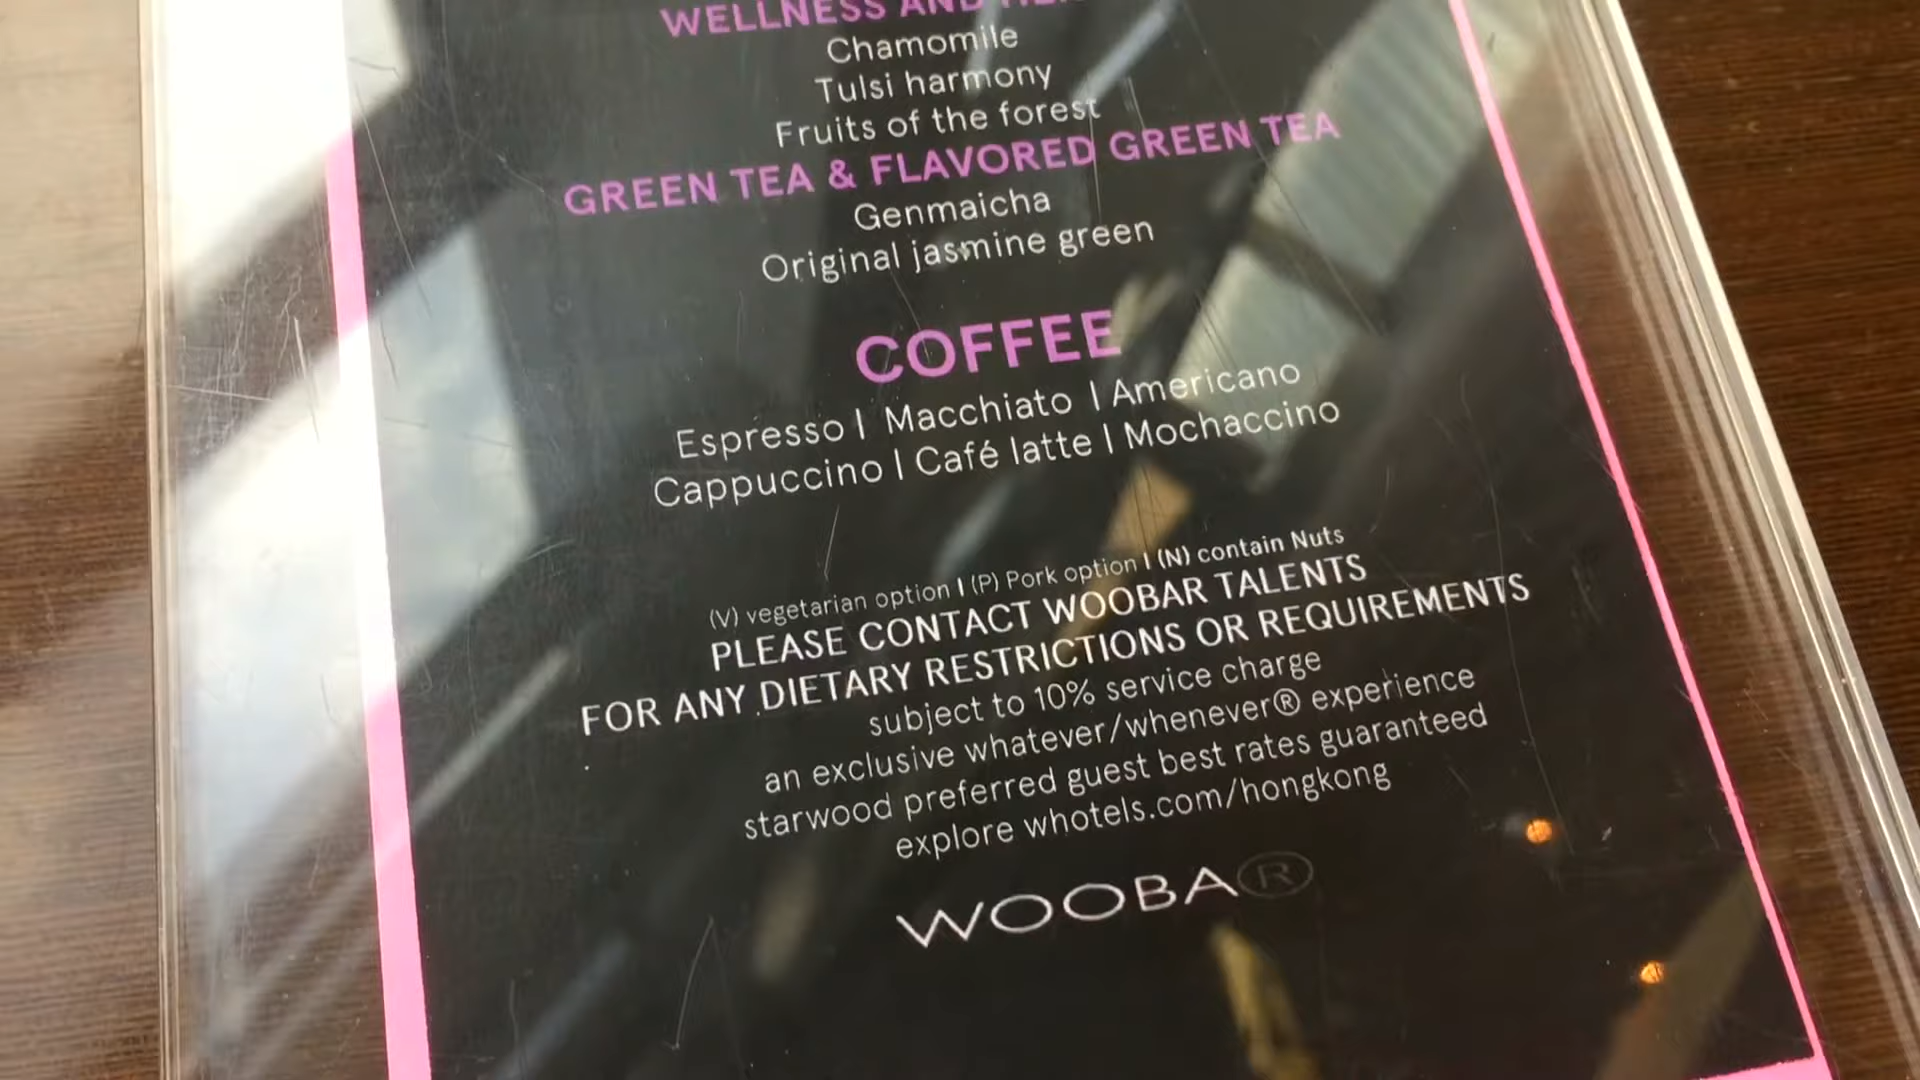 WELLNESS AND
Chamomile
Tulsi harmony
Fruits of the forest
GREEN TEA & FLAVORED GREEN TEA
Genmaicha
Original jasmine green
COFFEE
Espresso | Macchiato | Americano
Cappuccino | Café latte | Mochaccino
(V) vegetarian option | (P) Pork option | (N) contain Nuts
PLEASE CONTACT WOOBAR TALENTS
FOR ANY DIETARY RESTRICTIONS OR REQUIREMENTS
subject to 10% service charge
an exclusive whatever/whenever® experience
starwood preferred guest best rates guaranteed
explore whotels.com/hongkong
WOOBAR